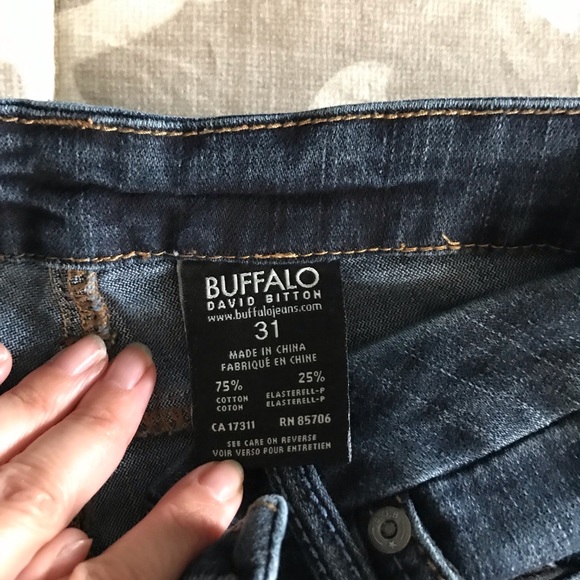 BUFFALO
DAVID BITTON
www.buffalojeans.com
31
MADE IN CHINA
FABRIQUÉ EN CHINE
75% 25%
COTTON ELASTERELL-P
COTON ELASTERELL-P
CA 17311 RN 85706
SEE CARE ON REVERSE
VOIR VERSO POUR ENTRETIEN